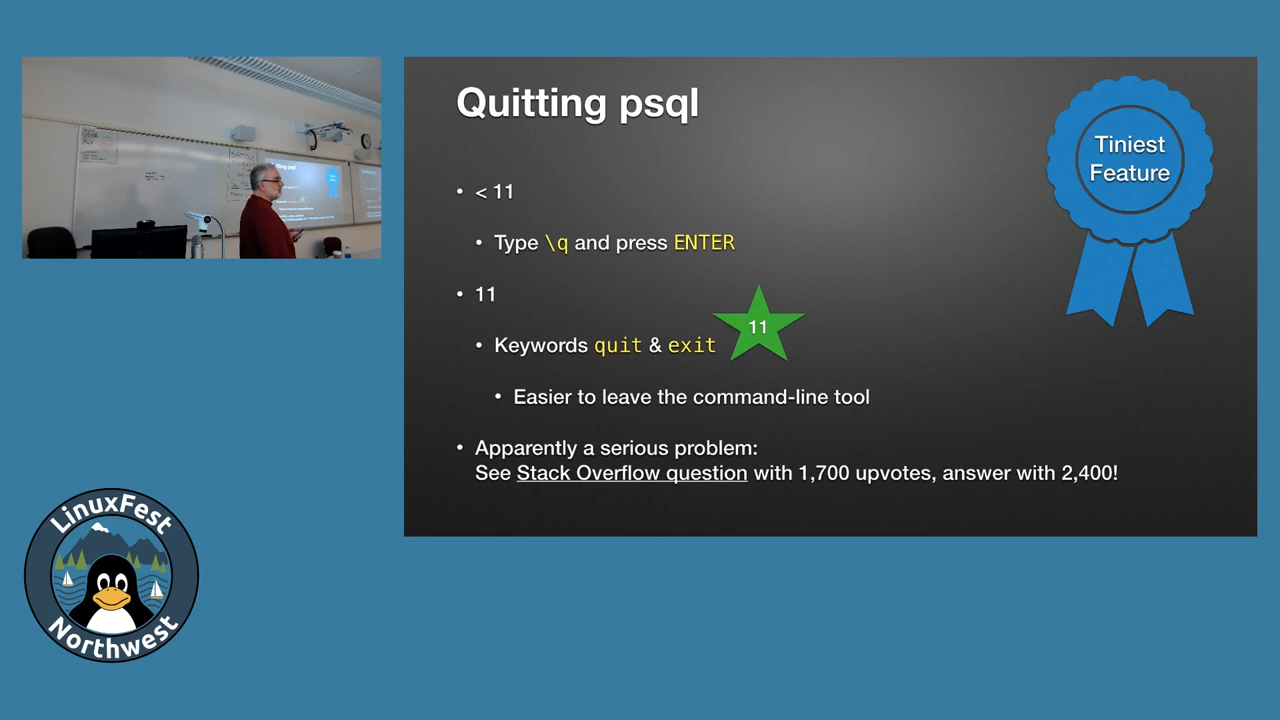 Quitting psql
Tiniest
Feature
• < 11
• Type \q and press ENTER
• 11
11
• Keywords quit & exit
• Easier to leave the command-line tool
• Apparently a serious problem:
See Stack Overflow question with 1,700 upvotes, answer with 2,400!
LinuxFest
Northwest